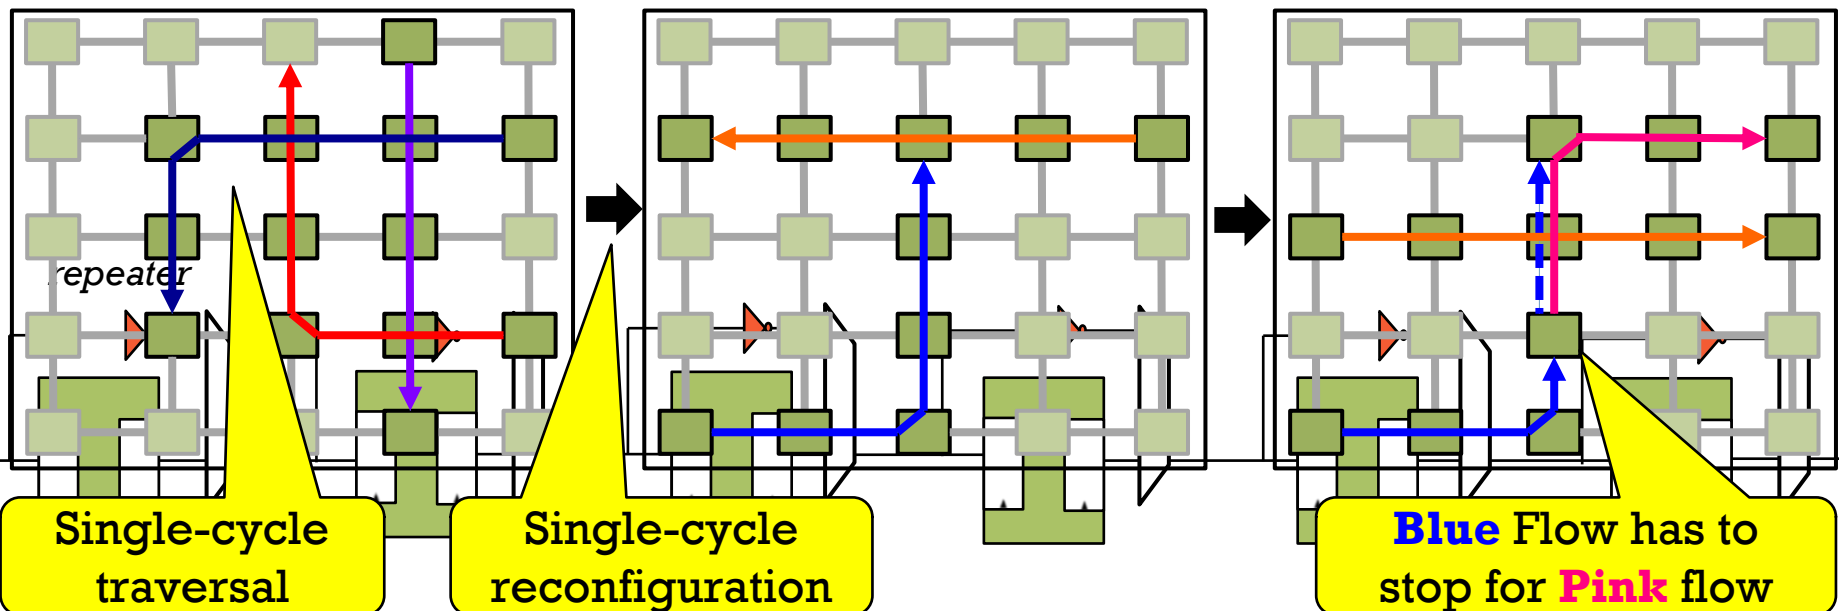 repeater
Single-cycle
traversal
Single-cycle
reconfiguration
Blue Flow has to
stop for Pink flow